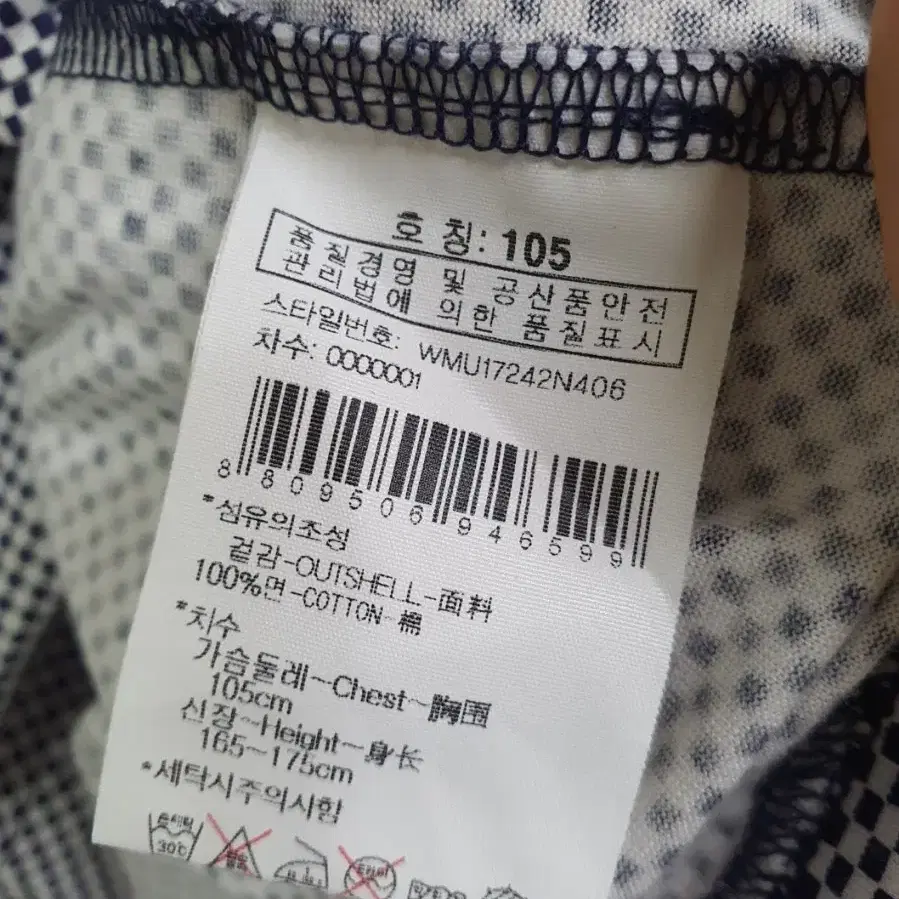 호 칭: 105
품 질 경 영 및 공 산 품 안 전
관 리 법 에 의 한 품 질 표 시
스타일번호: WMU17242N406
차수: 0000001
8 809506 946599
*섬유의조성
겉감-OUTSHELL-面料
100%면-COTTON-棉
*치수
가슴둘레~Chest~胸围
105cm
신장~Height~身长
165~175cm
*세탁시주의사항
30℃